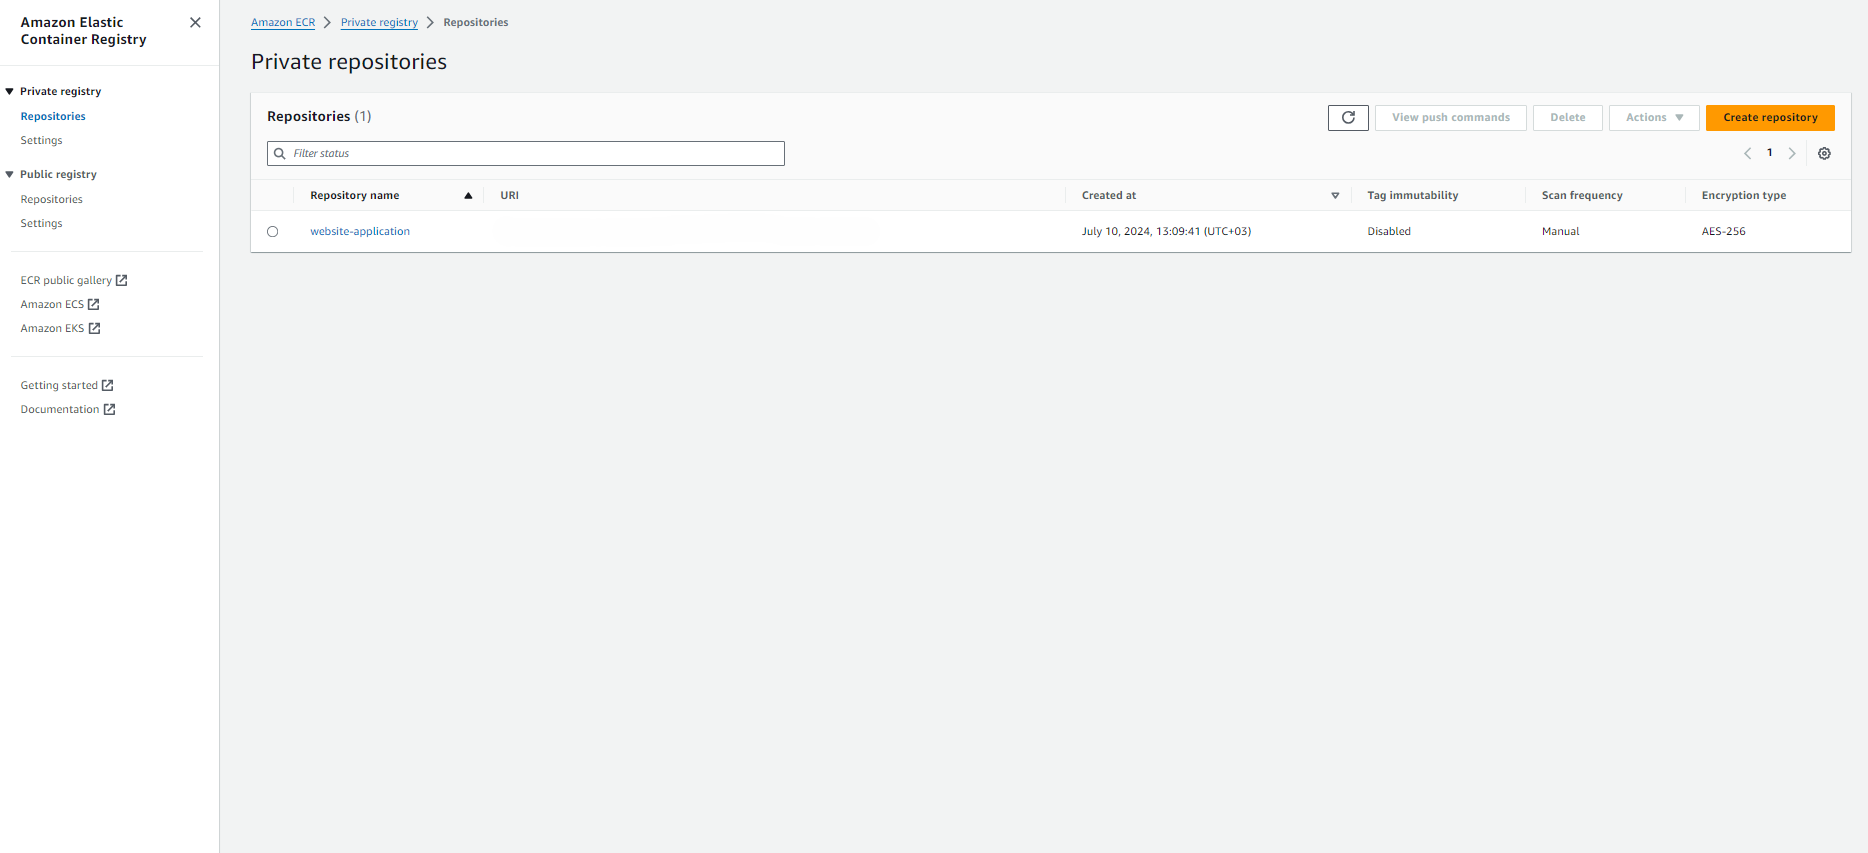 Amazon Elastic
Container Registry
Private registry
Repositories
Settings
Public registry
Repositories
Settings
ECR public gallery
Amazon ECS
Amazon EKS
Getting started
Documentation
Amazon ECR > Private registry > Repositories
Private repositories
Repositories (1)
View push commands Delete Actions Create repository
Filter status
1
Repository name URI Created at Tag immutability Scan frequency Encryption type
website-application July 10, 2024, 13:09:41 (UTC+03) Disabled Manual AES-256